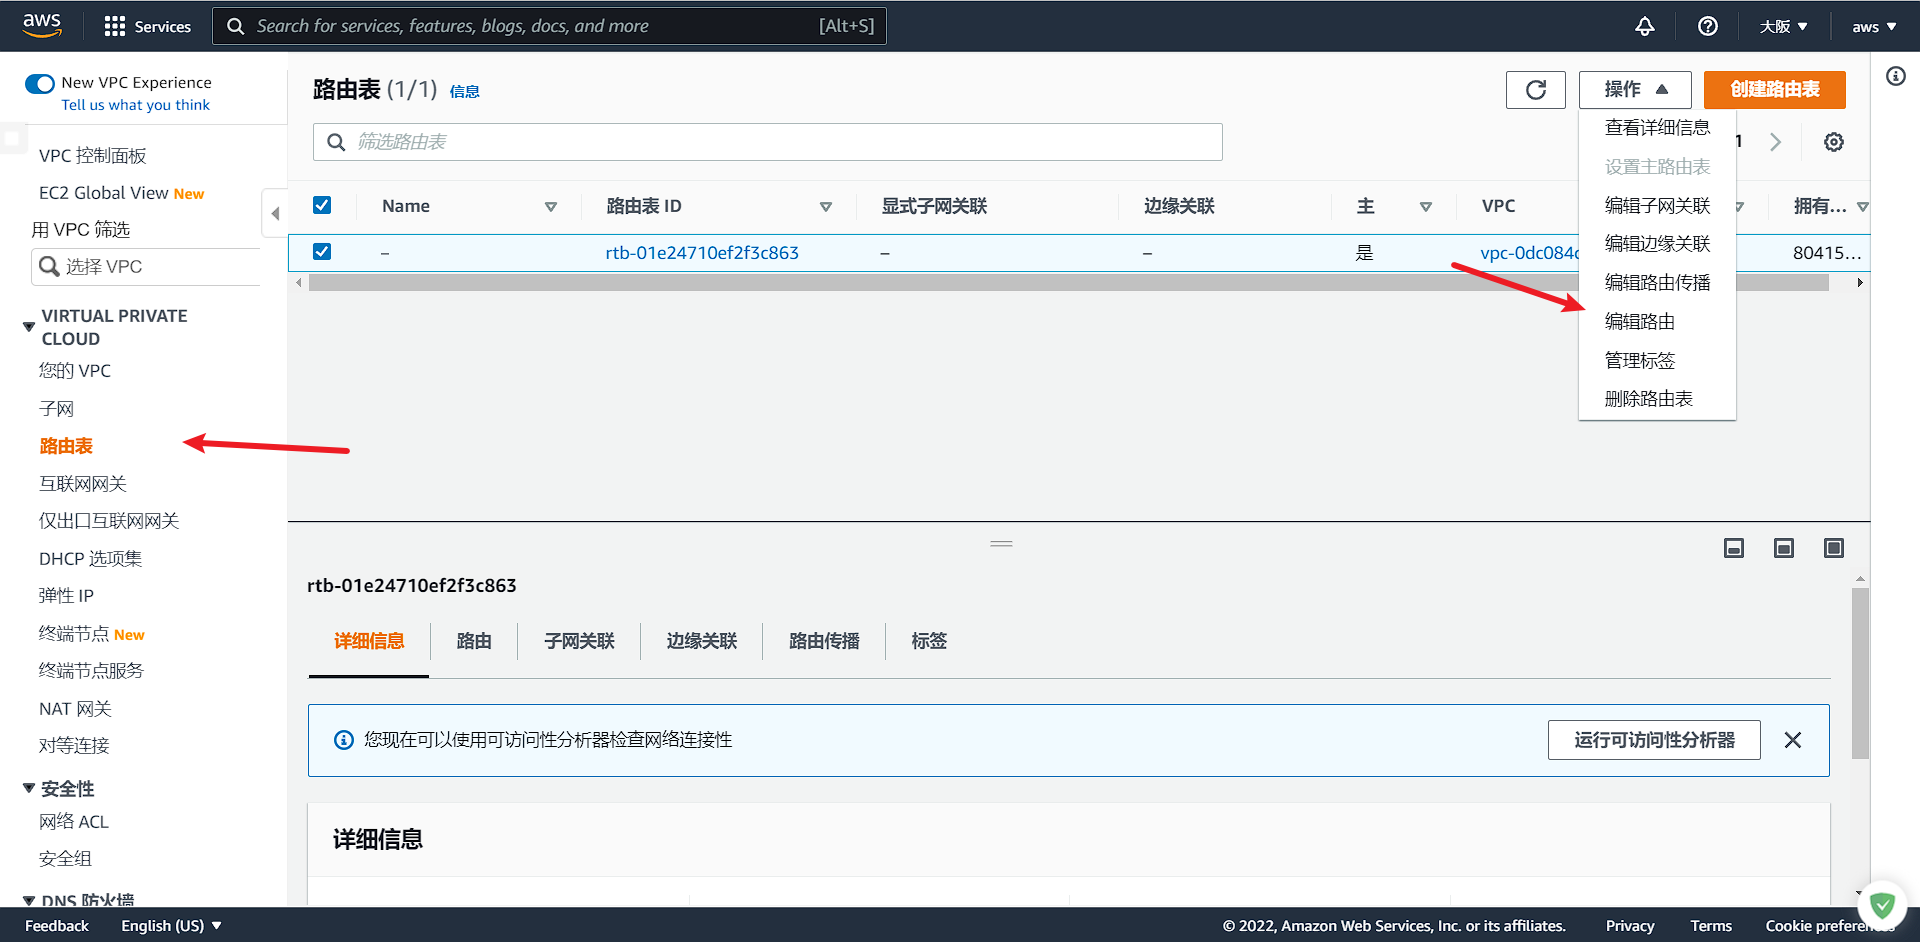 aws
Services
Search for services, features, blogs, docs, and more
[Alt+S]
大阪
aws
New VPC Experience
Tell us what you think
VPC 控制面板
EC2 Global View New
用 VPC 筛选
选择 VPC
VIRTUAL PRIVATE
CLOUD
您的 VPC
子网
路由表
互联网网关
仅出口互联网网关
DHCP 选项集
弹性 IP
终端节点 New
终端节点服务
NAT 网关
对等连接
安全性
网络 ACL
安全组
DNS 防火墙
路由表 (1/1) 信息
操作
创建路由表
筛选路由表
1
查看详细信息
设置主路由表
编辑子网关联
编辑边缘关联
编辑路由传播
编辑路由
管理标签
删除路由表
Name
路由表 ID
显式子网关联
边缘关联
主
VPC
拥有...
–
rtb-01e24710ef2f3c863
–
–
是
vpc-0dc084
80415...
rtb-01e24710ef2f3c863
详细信息
路由
子网关联
边缘关联
路由传播
标签
您现在可以使用可访问性分析器检查网络连接性
运行可访问性分析器
详细信息
Feedback
English (US)
© 2022, Amazon Web Services, Inc. or its affiliates.
Privacy
Terms
Cookie prefere